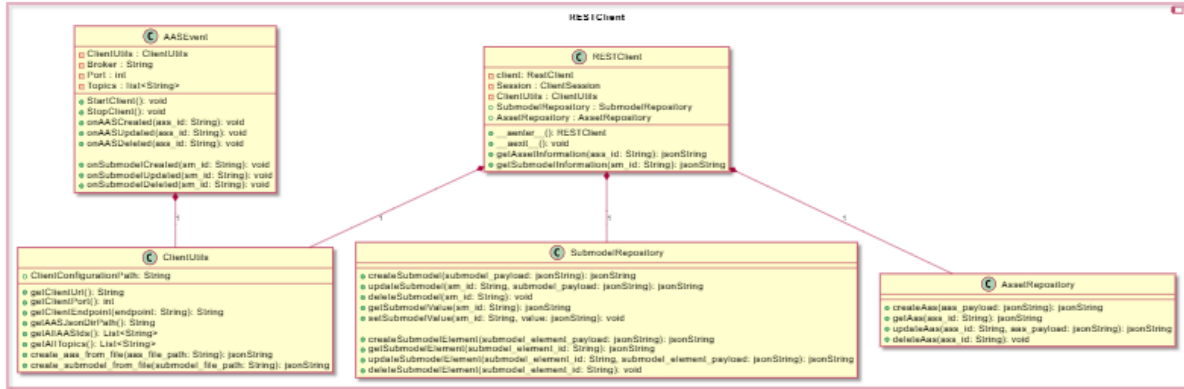 RESTClient
AASEvent
ClientUtils : ClientUtils
Broker : String
Port : int
Topics : list<String>
StartClient(): void
StopClient(): void
onAASCreated(aas_id: String): void
onAASUpdated(aas_id: String): void
onAASDeleted(aas_id: String): void
onSubmodelCreated(sm_id: String): void
onSubmodelUpdated(sm_id: String): void
onSubmodelDeleted(sm_id: String): void
RESTClient
client: RestClient
Session : ClientSession
ClientUtils : ClientUtils
SubmodelRepository : SubmodelRepository
AssetRepository : AssetRepository
__aenter__(): RESTClient
__aexit__(): void
getAssetInformation(aas_id: String): jsonString
getSubmodelInformation(sm_id: String): jsonString
1
1
1
1
ClientUtils
ClientConfigurationPath: String
getClientUrl(): String
getClientPort(): int
getClientEndpoint(endpoint: String): String
getAASJsonDirPath(): String
getAllAASIds(): List<String>
getAllTopics(): List<String>
create_aas_from_file(aas_file_path: String): jsonString
create_submodel_from_file(submodel_file_path: String): jsonString
SubmodelRepository
createSubmodel(submodel_payload: jsonString): jsonString
updateSubmodel(sm_id: String, submodel_payload: jsonString): jsonString
deleteSubmodel(sm_id: String): void
getSubmodelValue(sm_id: String): jsonString
setSubmodelValue(sm_id: String, value: jsonString): void
createSubmodelElement(submodel_element_payload: jsonString): jsonString
getSubmodelElement(submodel_element_id: String): jsonString
updateSubmodelElement(submodel_element_id: String, submodel_element_payload: jsonString): jsonString
deleteSubmodelElement(submodel_element_id: String): void
AssetRepository
createAas(aas_payload: jsonString): jsonString
getAas(aas_id: String): jsonString
updateAas(aas_id: String, aas_payload: jsonString): jsonString
deleteAas(aas_id: String): void